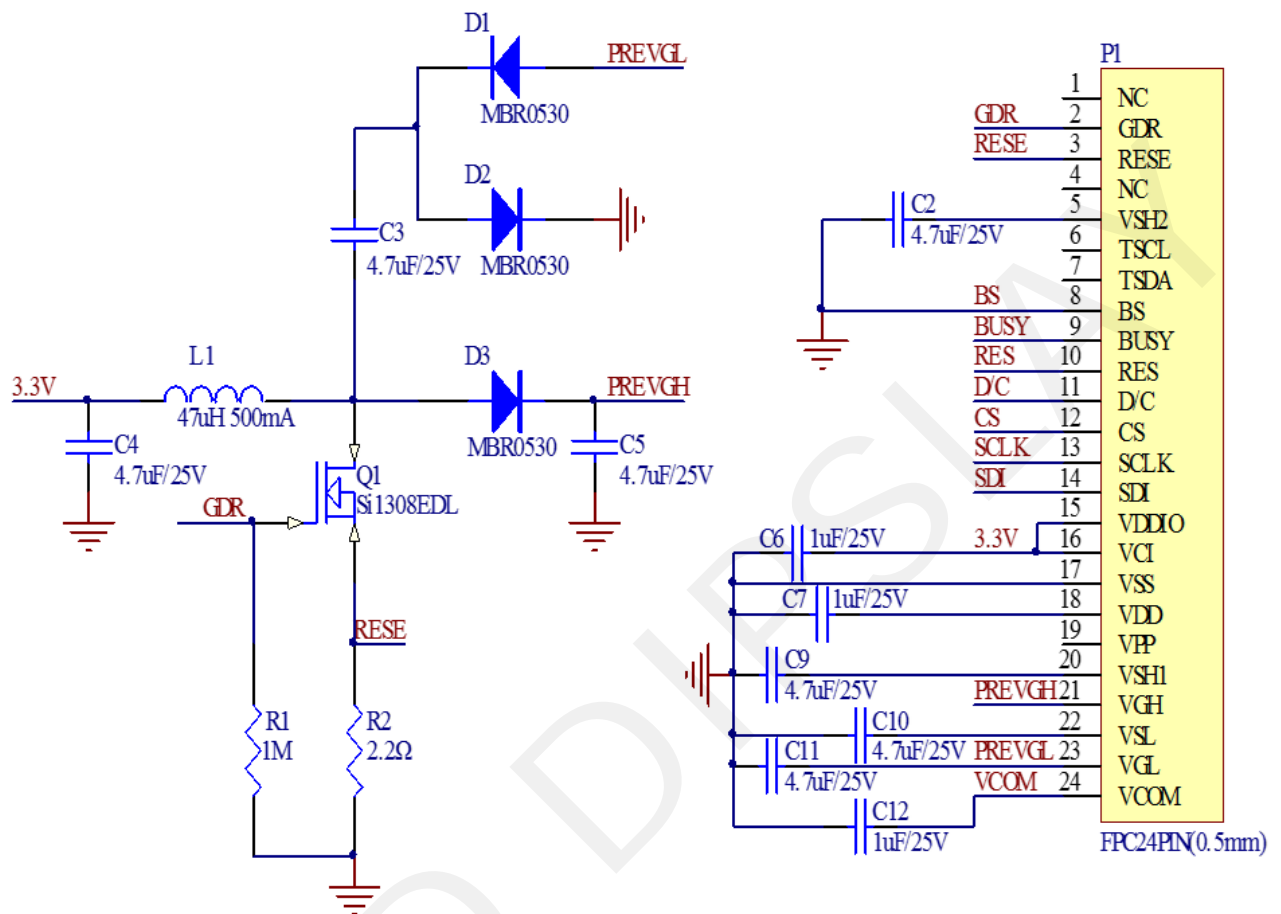 D1
PREVGL
MBR0530
D2
MBR0530
C3
4.7uF/25V
L1
3.3V
47uH 500mA
D3
PREVGH
MBR0530
C4
4.7uF/25V
C5
4.7uF/25V
Q1
Si1308EDL
GDR
RESE
R1
1M
R2
2.2Ω
P1
1 NC
GDR 2 GDR
RESE 3 RESE
4 NC
C2
4.7uF/25V
5 VSH2
6 TSCL
7 TSDA
BS 8 BS
BUSY 9 BUSY
RES 10 RES
D/C 11 D/C
CS 12 CS
SCLK 13 SCLK
SDI 14 SDI
15 VDDIO
C6 1uF/25V 3.3V 16 VCI
17 VSS
C7 1uF/25V 18 VDD
19 VPP
C9
4.7uF/25V
20 VSH1
PREVGH 21 VGH
C10
4.7uF/25V
22 VSL
C11
4.7uF/25V
PREVGL 23 VGL
VCOM 24 VCOM
C12
1uF/25V
FPC24PIN(0.5mm)
D DIPSLAY